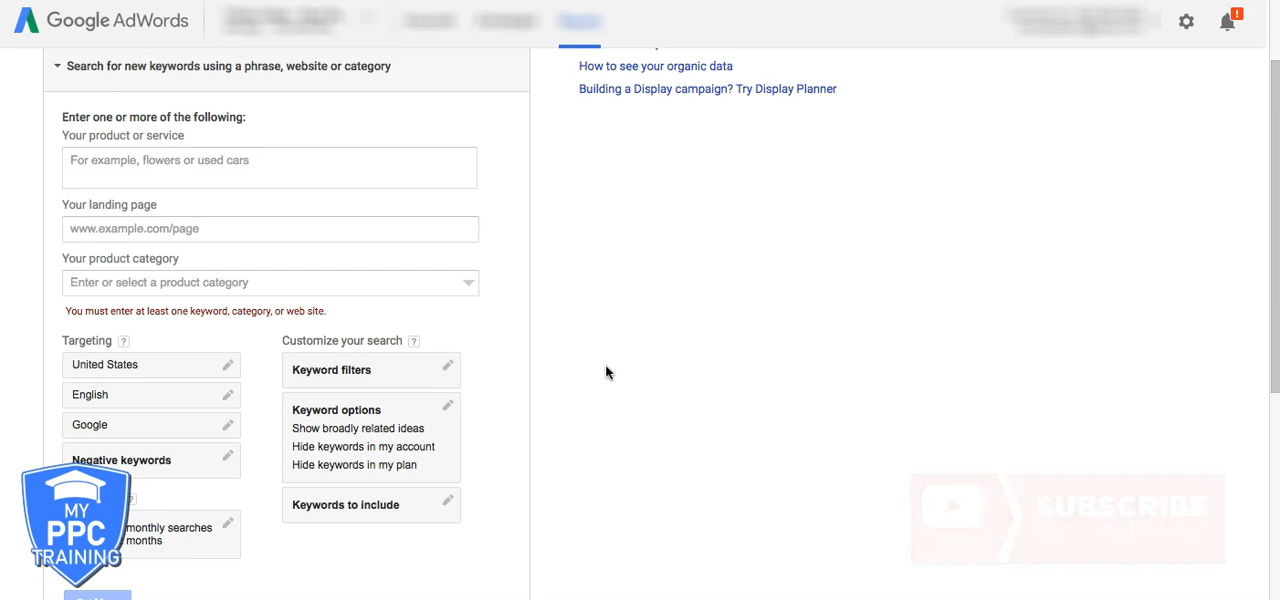 Google AdWords
!
Search for new keywords using a phrase, website or category
How to see your organic data
Building a Display campaign? Try Display Planner
Enter one or more of the following:
Your product or service
For example, flowers or used cars
Your landing page
www.example.com/page
Your product category
Enter or select a product category
You must enter at least one keyword, category, or web site.
Targeting ?
United States
English
Google
Negative keywords
?
monthly searches
months
Customize your search ?
Keyword filters
Keyword options
Show broadly related ideas
Hide keywords in my account
Hide keywords in my plan
Keywords to include
MY
PPC
TRAINING
SUBSCRIBE